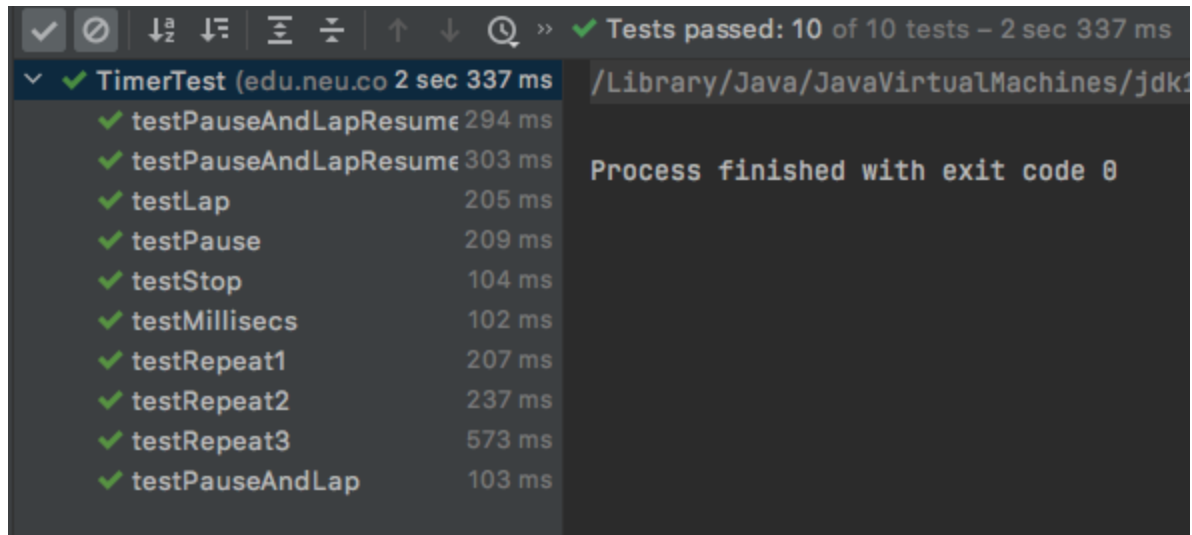 Tests passed: 10 of 10 tests – 2 sec 337 ms
TimerTest (edu.neu.co 2 sec 337 ms
testPauseAndLapResume 294 ms
testPauseAndLapResume 303 ms
testLap 205 ms
testPause 209 ms
testStop 104 ms
testMillisecs 102 ms
testRepeat1 207 ms
testRepeat2 237 ms
testRepeat3 573 ms
testPauseAndLap 103 ms
/Library/Java/JavaVirtualMachines/jdk1
Process finished with exit code 0